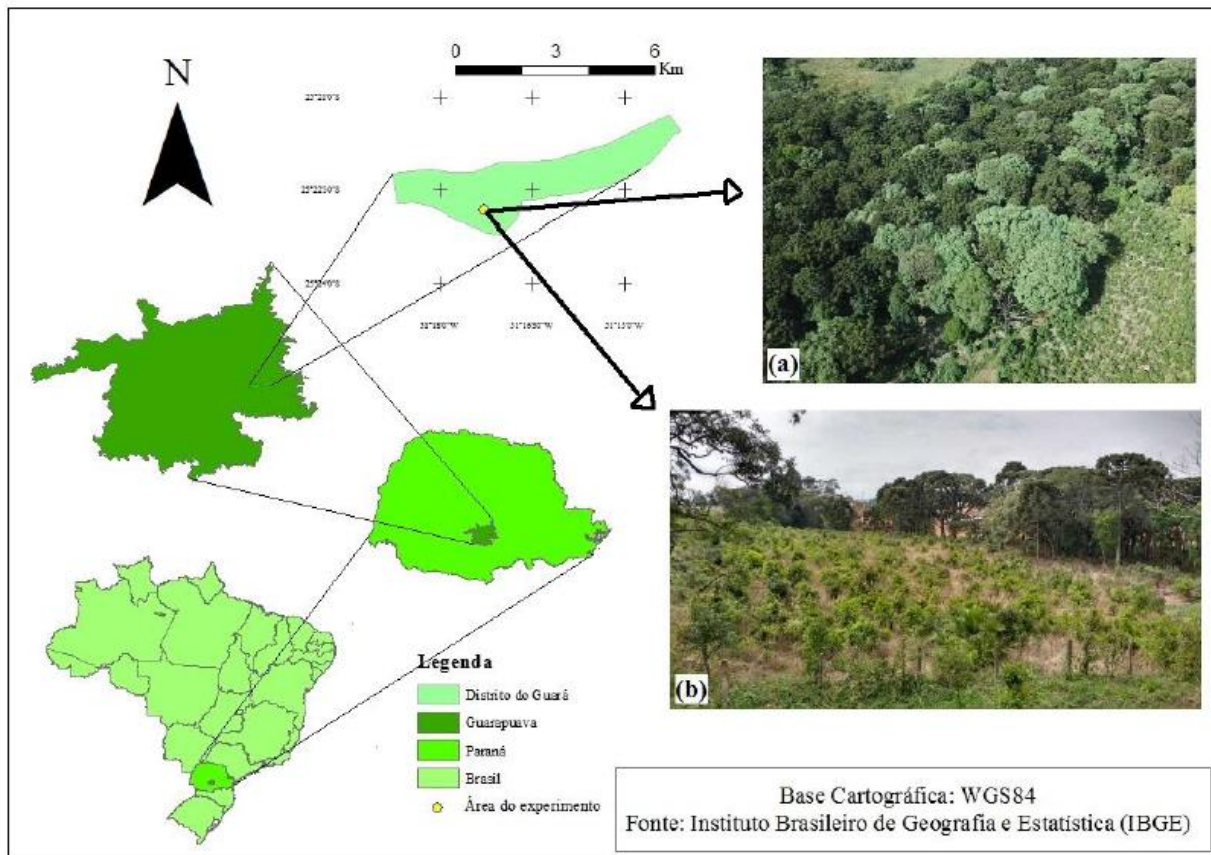 N
0 3 6
Km
(a)
(b)
Legenda
Distrito do Guará
Guarapuava
Paraná
Brasil
Área do experimento
Base Cartográfica: WGS84
Fonte: Instituto Brasileiro de Geografia e Estatística (IBGE)